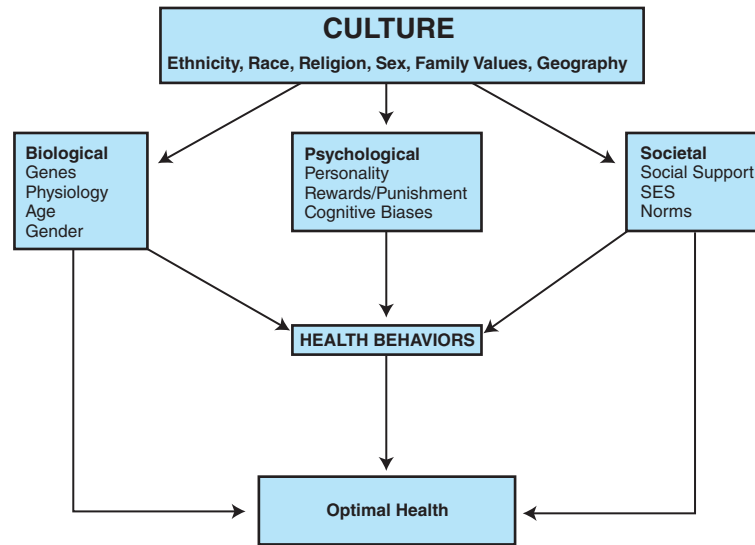 CULTURE
Ethnicity, Race, Religion, Sex, Family Values, Geography
Biological
Genes
Physiology
Age
Gender
Psychological
Personality
Rewards/Punishment
Cognitive Biases
Societal
Social Support
SES
Norms
HEALTH BEHAVIORS
Optimal Health